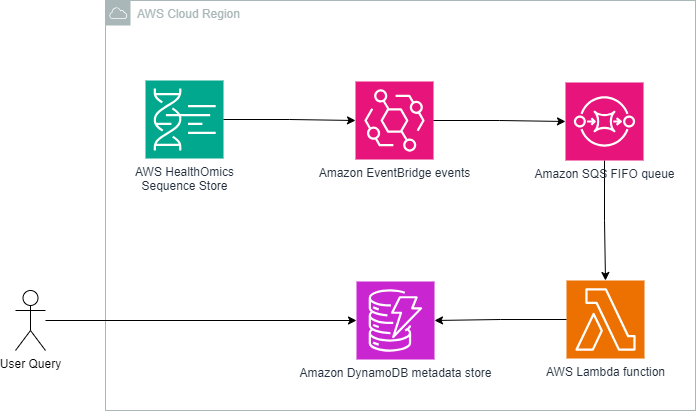 AWS Cloud Region
AWS HealthOmics
Sequence Store
Amazon EventBridge events
Amazon SQS FIFO queue
User Query
Amazon DynamoDB metadata store
AWS Lambda function